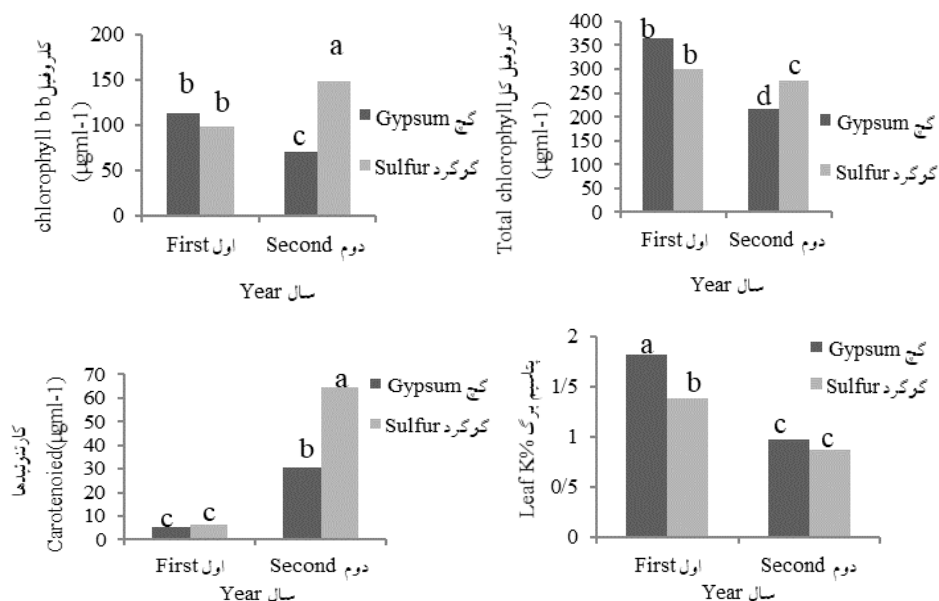 کلروفیل b chlorophyll b
(µgml-1)
200
150
100
50
0
b
b
c
a
Gypsum گچ
Sulfur گوگرد
First اول
Second دوم
Year سال
کلروفیل کل Total chlorophyll
(µgml-1)
400
350
300
250
200
350
100
50
0
b
b
d
c
Gypsum گچ
Sulfur گوگرد
First اول
Second دوم
Year سال
کارتنوئیدها
Carotenoied(µgml-1)
70
60
50
40
30
20
10
0
c
c
b
a
Gypsum گچ
Sulfur گوگرد
First اول
Second دوم
Year سال
پتاسیم برگ Leaf K%
2
1/5
1
0/5
0
a
b
c
c
Gypsum گچ
Sulfur گوگرد
First اول
Second دوم
Year سال